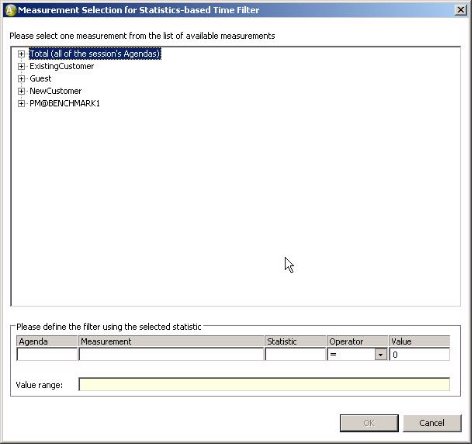 Measurement Selection for Statistics-based Time Filter
Please select one measurement from the list of available measurements
Total (all of the session's Agendas)
ExistingCustomer
Guest
NewCustomer
PM@BENCHMARK1
Please define the filter using the selected statistic
Agenda Measurement Statistic Operator Value
= 0
Value range:
OK Cancel